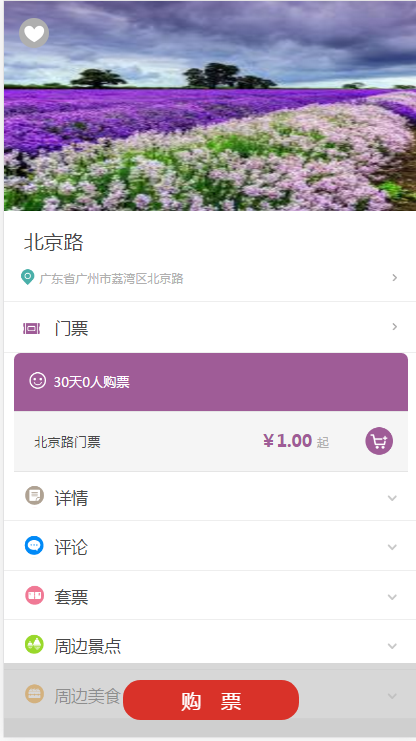 北京路
广东省广州市荔湾区北京路
门票
30天0人购票
北京路门票 ¥1.00 起
详情
评论
套票
周边景点
周边美食
购 票